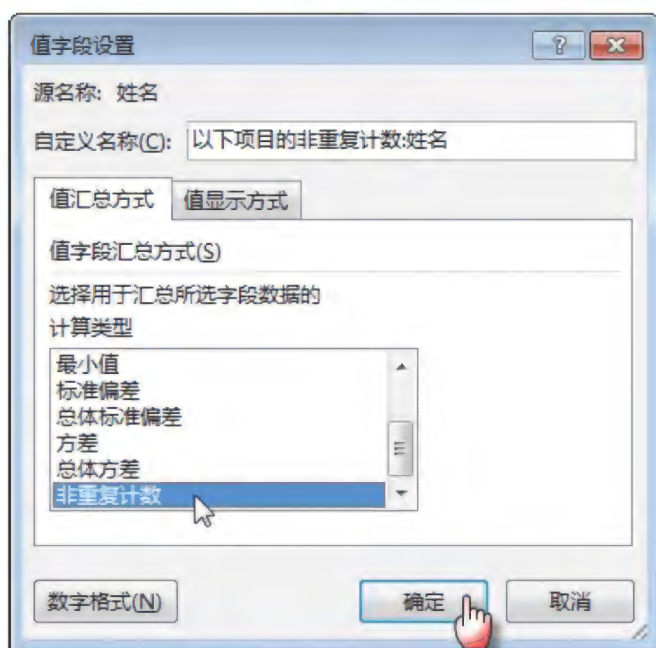 值字段设置
源名称: 姓名
自定义名称(C): 以下项目的非重复计数:姓名
值汇总方式 值显示方式
值字段汇总方式(S)
选择用于汇总所选字段数据的
计算类型
最小值
标准偏差
总体标准偏差
方差
总体方差
非重复计数
数字格式(N) 确定 取消